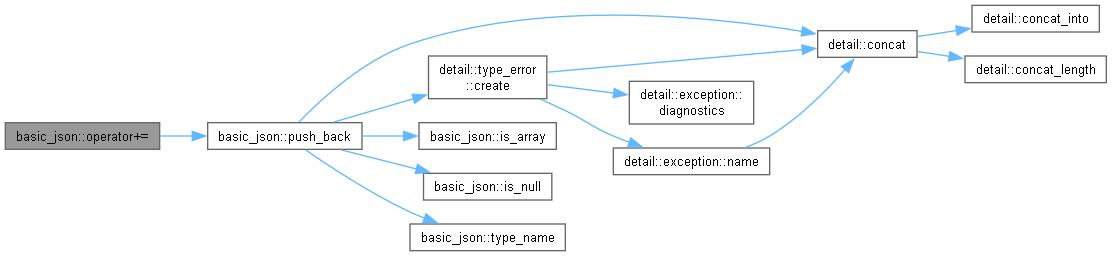 basic_json::operator+=
basic_json::push_back
detail::type_error
::create
basic_json::is_array
basic_json::is_null
basic_json::type_name
detail::exception::
diagnostics
detail::exception::name
detail::concat
detail::concat_into
detail::concat_length